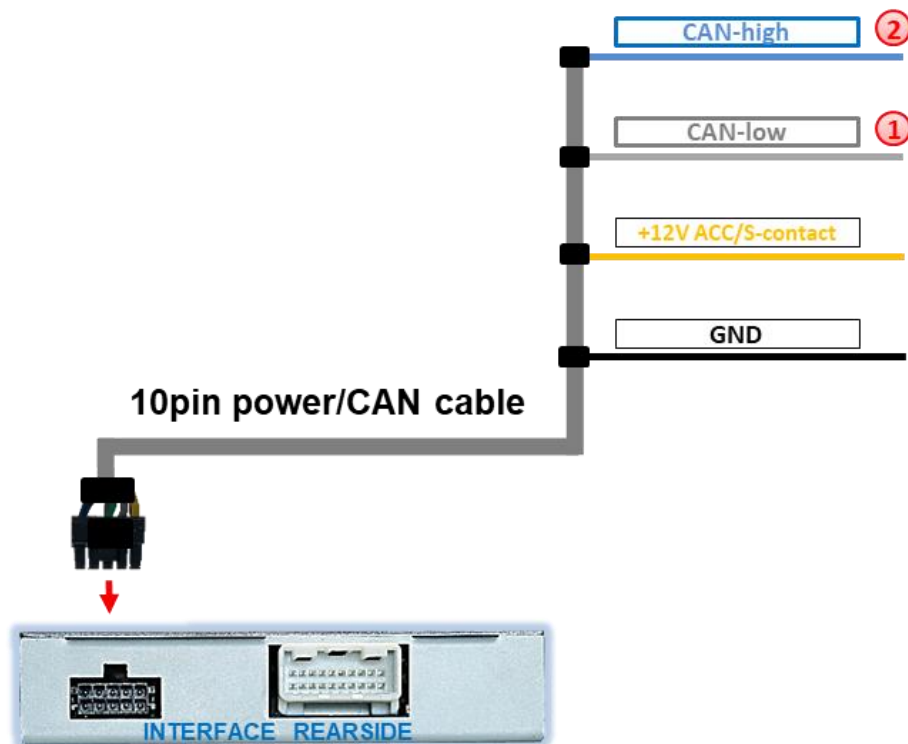 CAN-high 2
CAN-low 1
+12V ACC/S-contact
GND
10pin power/CAN cable
INTERFACE REARSIDE